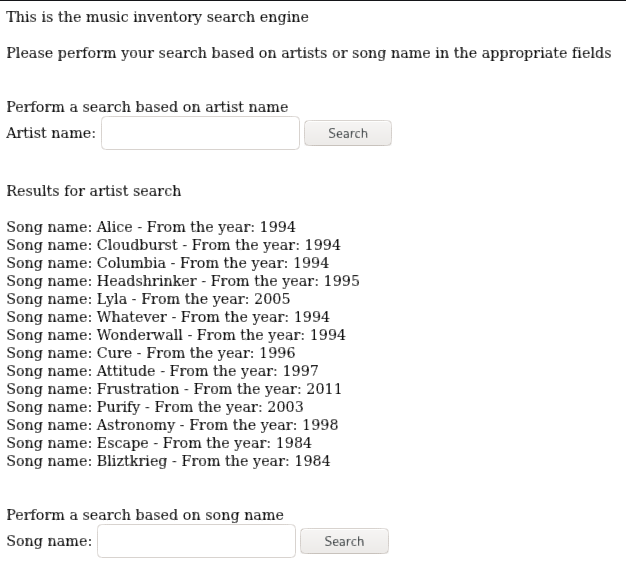 This is the music inventory search engine
Please perform your search based on artists or song name in the appropriate fields
Perform a search based on artist name
Artist name: Search
Results for artist search
Song name: Alice - From the year: 1994
Song name: Cloudburst - From the year: 1994
Song name: Columbia - From the year: 1994
Song name: Headshrinker - From the year: 1995
Song name: Lyla - From the year: 2005
Song name: Whatever - From the year: 1994
Song name: Wonderwall - From the year: 1994
Song name: Cure - From the year: 1996
Song name: Attitude - From the year: 1997
Song name: Frustration - From the year: 2011
Song name: Purify - From the year: 2003
Song name: Astronomy - From the year: 1998
Song name: Escape - From the year: 1984
Song name: Bliztkrieg - From the year: 1984
Perform a search based on song name
Song name: Search